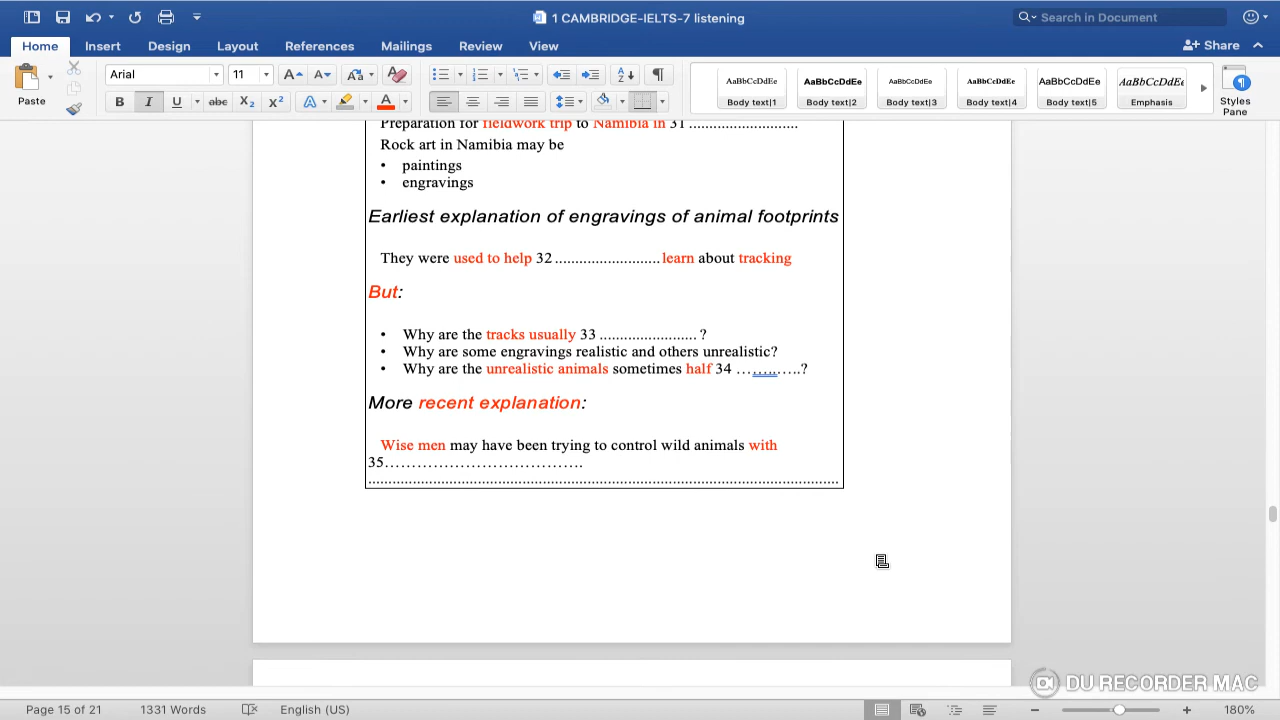 1 CAMBRIDGE-IELTS-7 listening
Search in Document
Home Insert Design Layout References Mailings Review View Share
Paste
Arial 11
B I U abc X₂ X²
AaBbCcDdEe AaBbCcDdEe AaBbCcDdEe AaBbCcDdEe AaBbCcDdEe AaBbCcDdEe
Body text|1 Body text|2 Body text|3 Body text|4 Body text|5 Emphasis
Styles Pane
Preparation for fieldwork trip to Namibia in 31 ...........................
Rock art in Namibia may be
• paintings
• engravings
Earliest explanation of engravings of animal footprints
They were used to help 32 .......................... learn about tracking
But:
• Why are the tracks usually 33 ........................ ?
• Why are some engravings realistic and others unrealistic?
• Why are the unrealistic animals sometimes half 34 ……..…..?
More recent explanation:
Wise men may have been trying to control wild animals with
35……………………………….
......................................................................................................................
DU RECORDER MAC
Page 15 of 21 1331 Words English (US) 180%